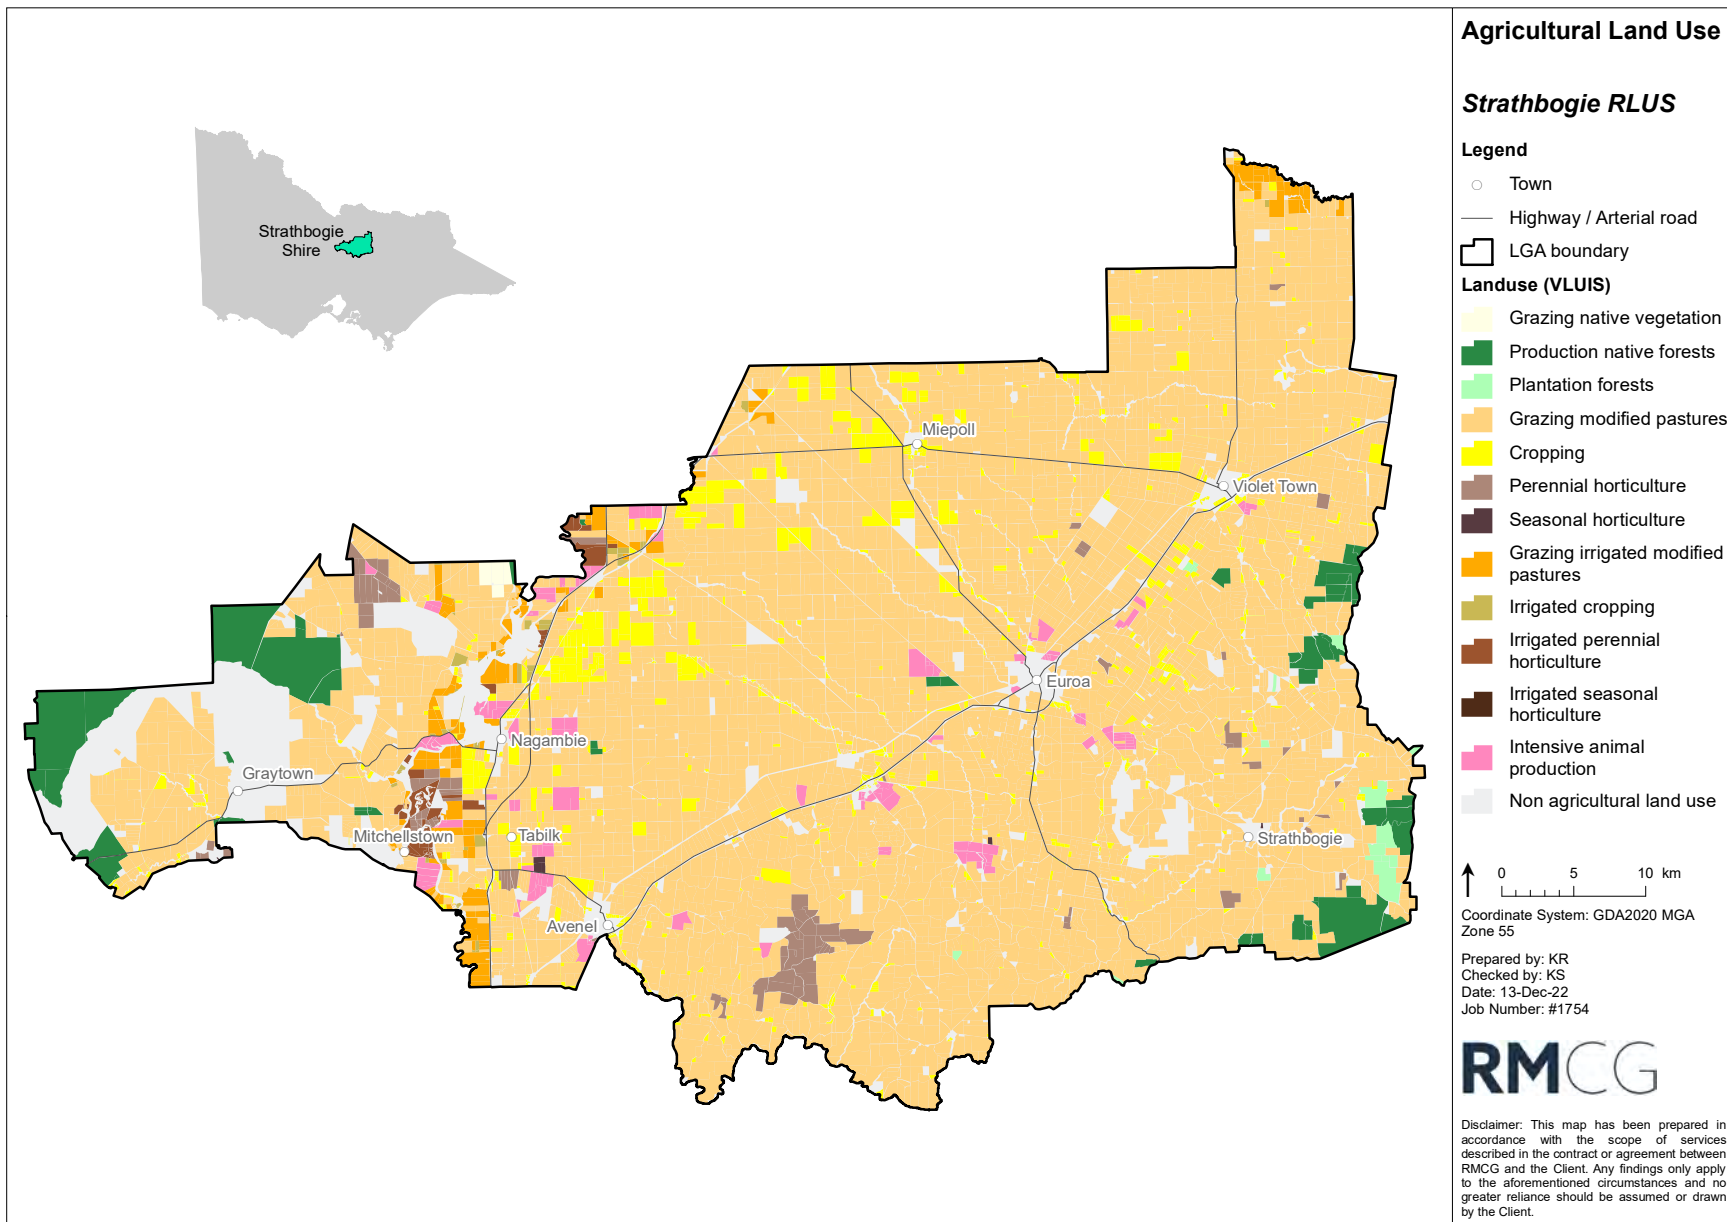 Agricultural Land Use
Strathbogie RLUS
Legend
Town
Highway / Arterial road
LGA boundary
Landuse (VLUIS)
Grazing native vegetation
Production native forests
Plantation forests
Grazing modified pastures
Cropping
Perennial horticulture
Seasonal horticulture
Grazing irrigated modified
pastures
Irrigated cropping
Irrigated perennial
horticulture
Irrigated seasonal
horticulture
Intensive animal
production
Non agricultural land use
0 5 10 km
Coordinate System: GDA2020 MGA
Zone 55
Prepared by: KR
Checked by: KS
Date: 13-Dec-22
Job Number: #1754
RMCG
Disclaimer: This map has been prepared in
accordance with the scope of services
described in the contract or agreement between
RMCG and the Client. Any findings only apply
to the aforementioned circumstances and no
greater reliance should be assumed or drawn
by the Client.
Strathbogie
Shire
Miepoll
Violet Town
Euroa
Nagambie
Graytown
Mitchellstown
Tabilk
Strathbogie
Avenel